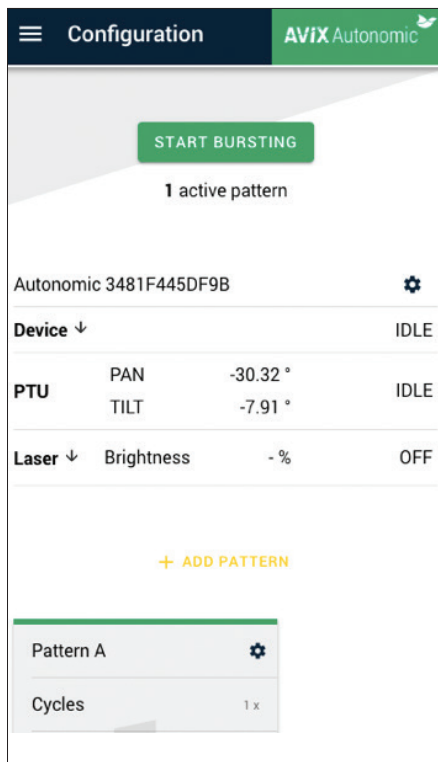 Configuration AViX Autonomic
START BURSTING
1 active pattern
Autonomic 3481F445DF9B
Device ↓ IDLE
PTU PAN -30.32 ° IDLE
TILT -7.91 °
Laser ↓ Brightness - % OFF
+ ADD PATTERN
Pattern A
Cycles 1 x